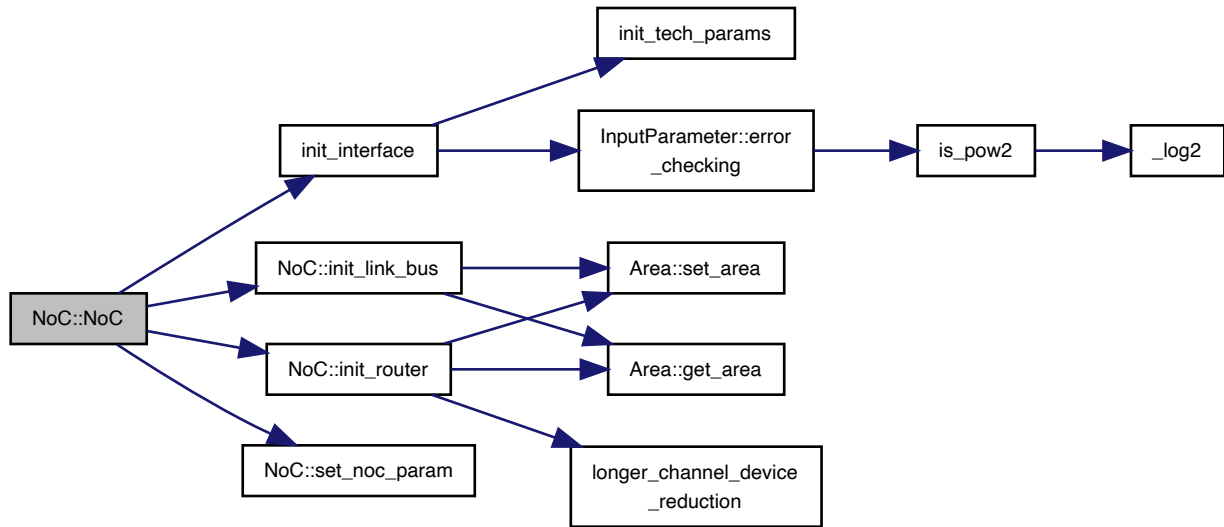 init_tech_params
init_interface
InputParameter::error
_checking
is_pow2
_log2
NoC::init_link_bus
Area::set_area
NoC::NoC
NoC::init_router
Area::get_area
NoC::set_noc_param
longer_channel_device
_reduction